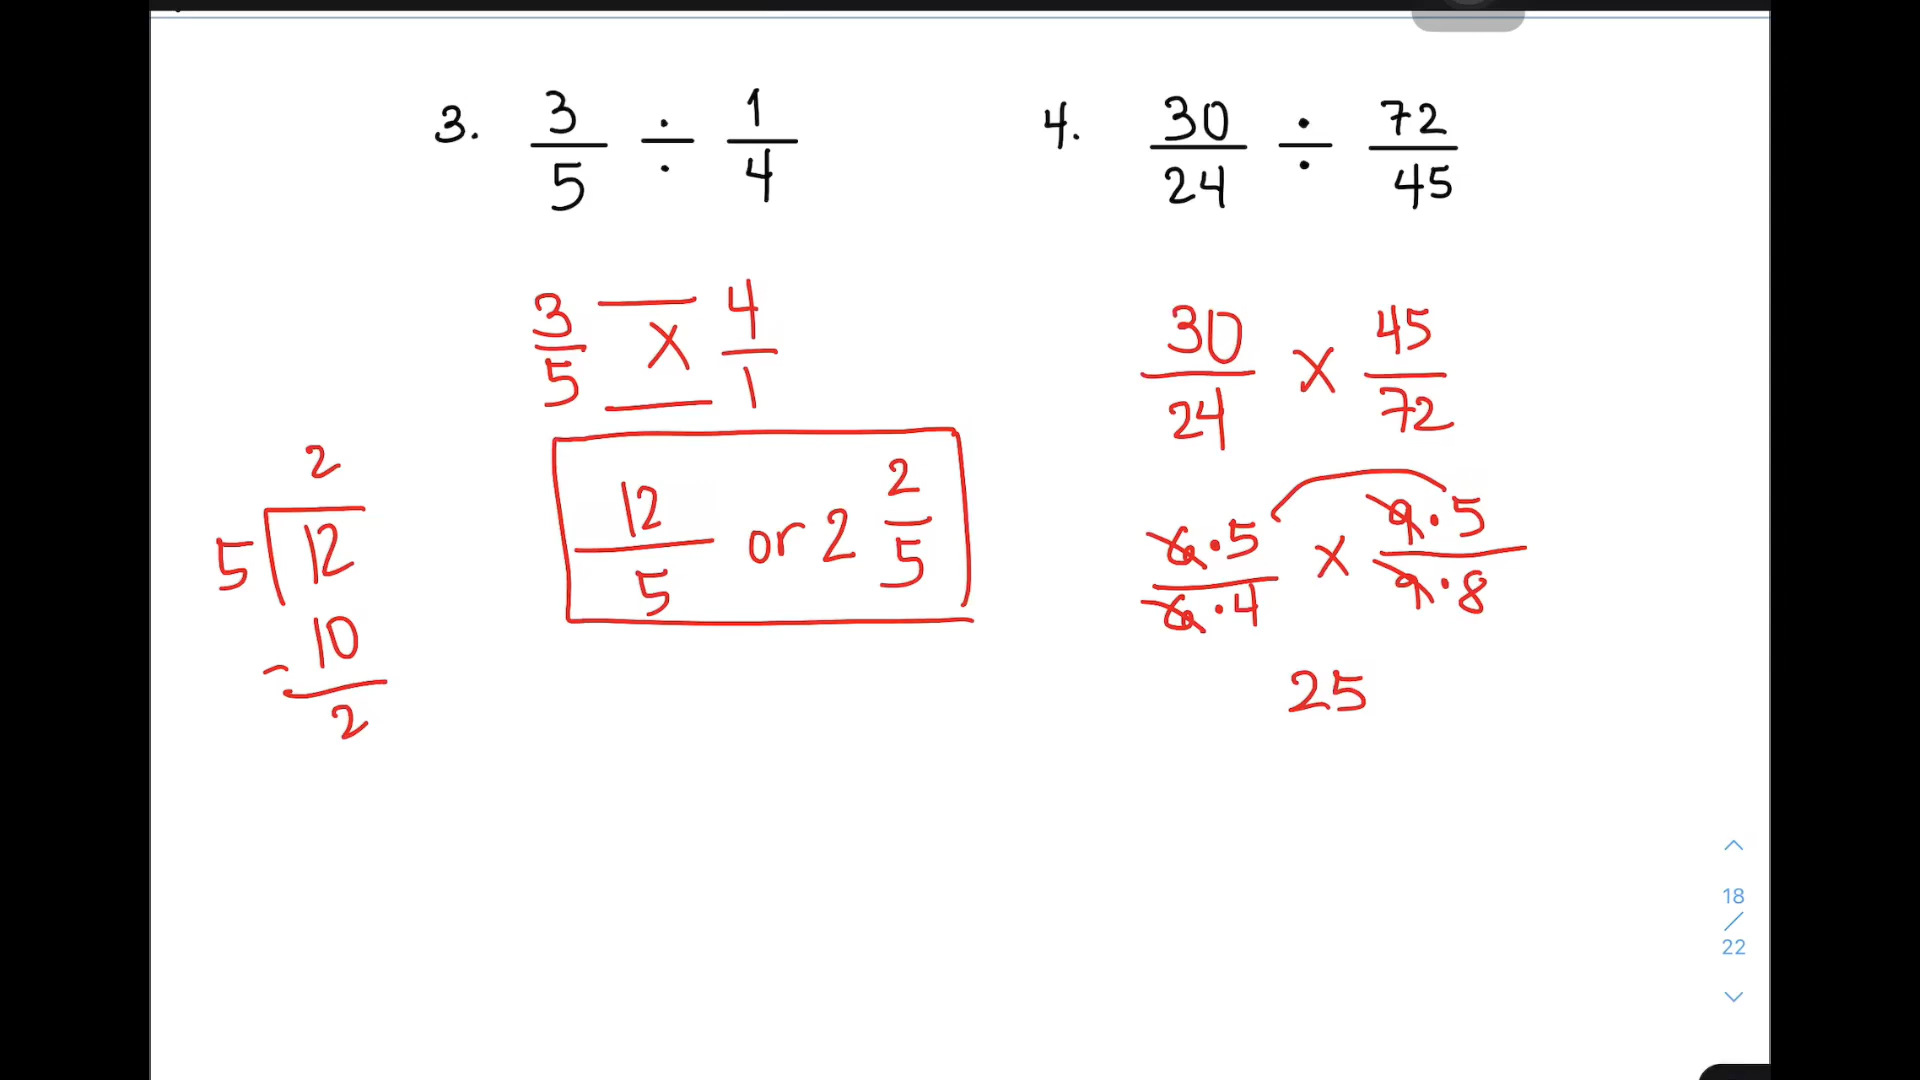 3. 3/5 ÷ 1/4
3/5 X 4/1
12/5 or 2 2/5
2
5 12
- 10
2
4. 30/24 ÷ 72/45
30/24 X 45/72
6·5/6·4 X 9·5/9·8
25
18
/
22